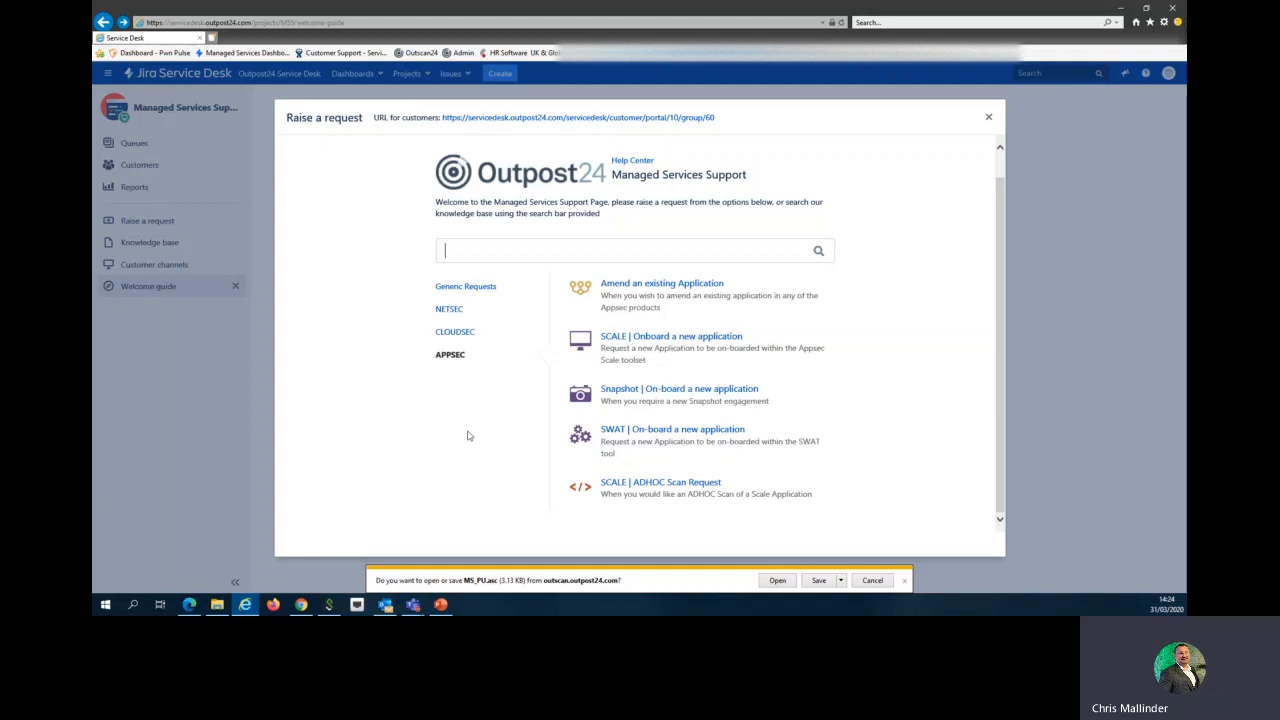 https://servicedesk.outpost24.com/projects/MSS/welcome-guide
Search...
Service Desk
Dashboard - Pwn Pulse
Managed Services Dashbo...
Customer Support - Servi...
Outscan24
Admin
HR Software UK & Glo
Jira Service Desk
Outpost24 Service Desk
Dashboards
Projects
Issues
Create
Search
Managed Services Sup...
Queues
Customers
Reports
Raise a request
Knowledge base
Customer channels
Welcome guide
Raise a request
URL for customers: https://servicedesk.outpost24.com/servicedesk/customer/portal/10/group/60
Outpost24
Help Center
Managed Services Support
Welcome to the Managed Services Support Page, please raise a request from the options below, or search our
knowledge base using the search bar provided
Generic Requests
NETSEC
CLOUDSEC
APPSEC
Amend an existing Application
When you wish to amend an existing application in any of the
Appsec products
SCALE | Onboard a new application
Request a new Application to be on-boarded within the Appsec
Scale toolset
Snapshot | On-board a new application
When you require a new Snapshot engagement
SWAT | On-board a new application
Request a new Application to be on-boarded within the SWAT
tool
SCALE | ADHOC Scan Request
When you would like an ADHOC Scan of a Scale Application
Do you want to open or save MS_PU.asc (3.13 KB) from outscan.outpost24.com?
Open
Save
Cancel
14:24
31/03/2020
Chris Mallinder